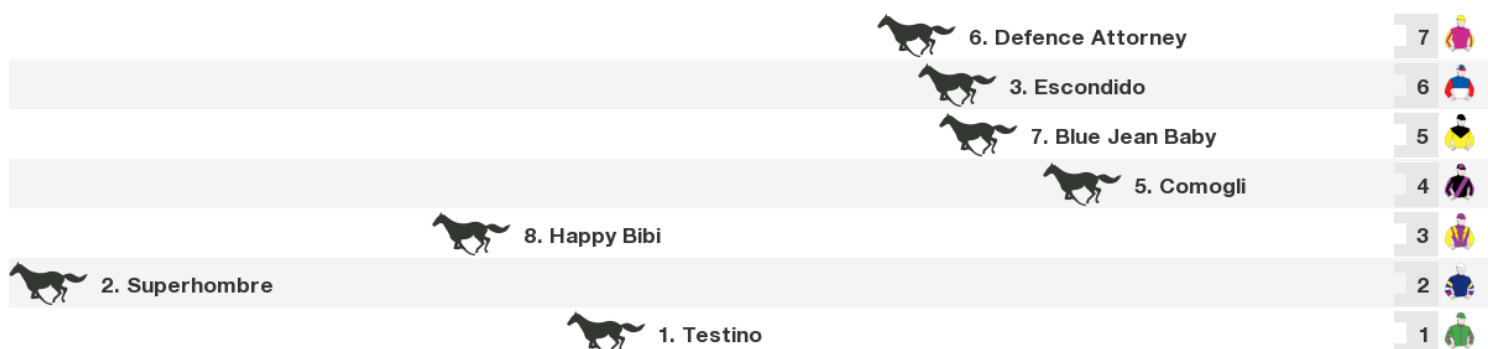 6. Defence Attorney 7
3. Escondido 6
7. Blue Jean Baby 5
5. Comogli 4
8. Happy Bibi 3
2. Superhombre 2
1. Testino 1